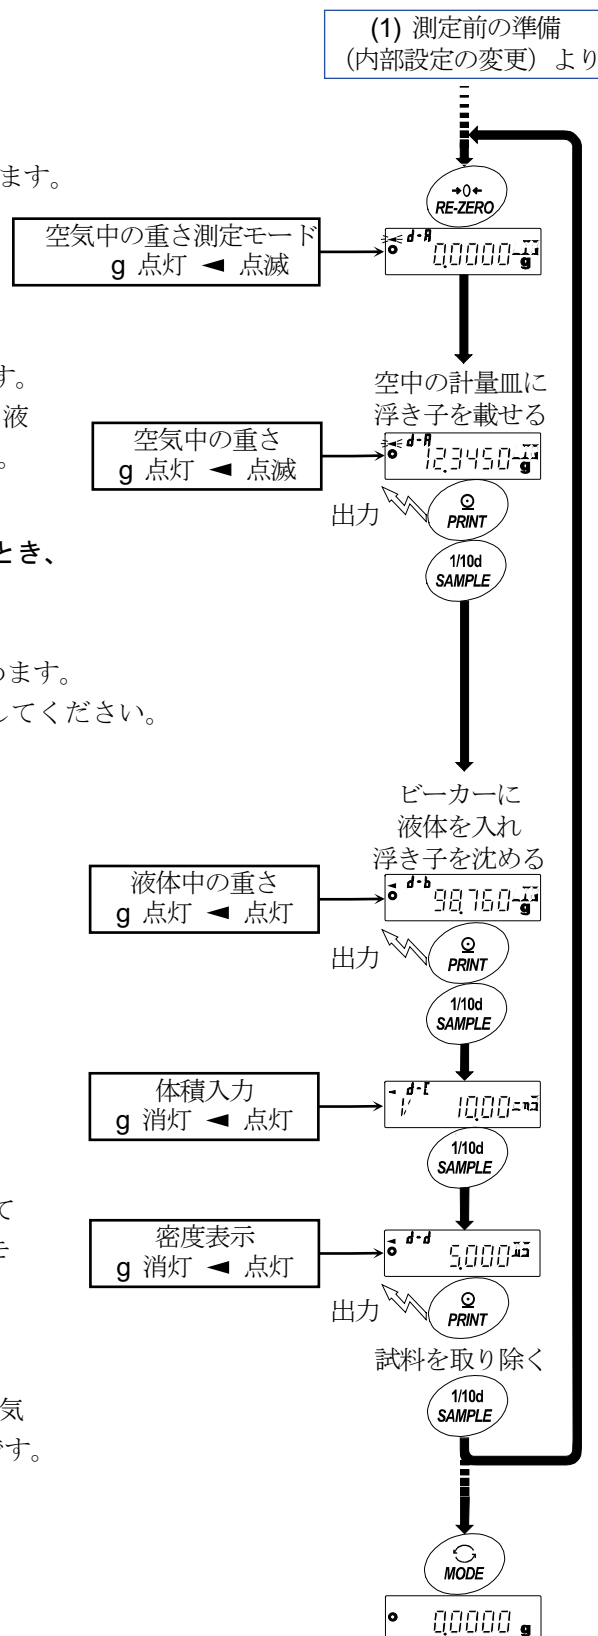 (1) 測定前の準備
（内部設定の変更）より
ます。
→0←
RE-ZERO
空気中の重さ測定モード
g 点灯 ◄ 点滅
d-A
0.0000 g
す。
液
。
空中の計量皿に
浮き子を載せる
空気中の重さ
g 点灯 ◄ 点滅
d-A
12.3450 g
出力
PRINT
1/10d
SAMPLE
とき、
ます。
してください。
ビーカーに
液体を入れ
浮き子を沈める
液体中の重さ
g 点灯 ◄ 点灯
d-b
98.760 g
出力
PRINT
1/10d
SAMPLE
体積入力
g 消灯 ◄ 点灯
d-C
V 10.00
1/10d
SAMPLE
て
密度表示
g 消灯 ◄ 点灯
d-d
5.000
出力
PRINT
試料を取り除く
1/10d
SAMPLE
気
です。
MODE
0.0000 g